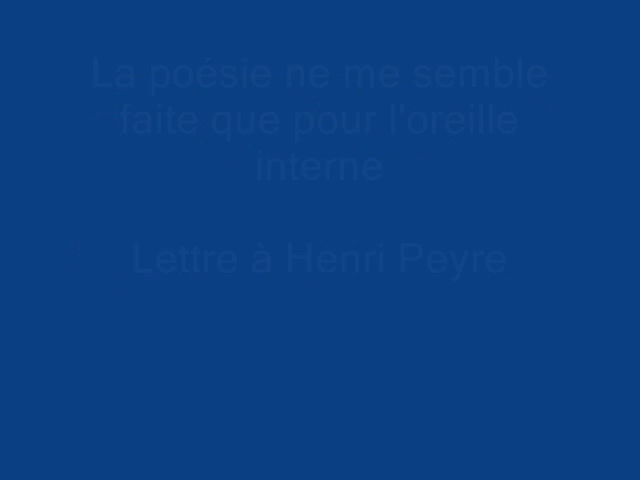 La poésie ne me semble
faite que pour l'oreille
interne
Lettre à Henri Peyre